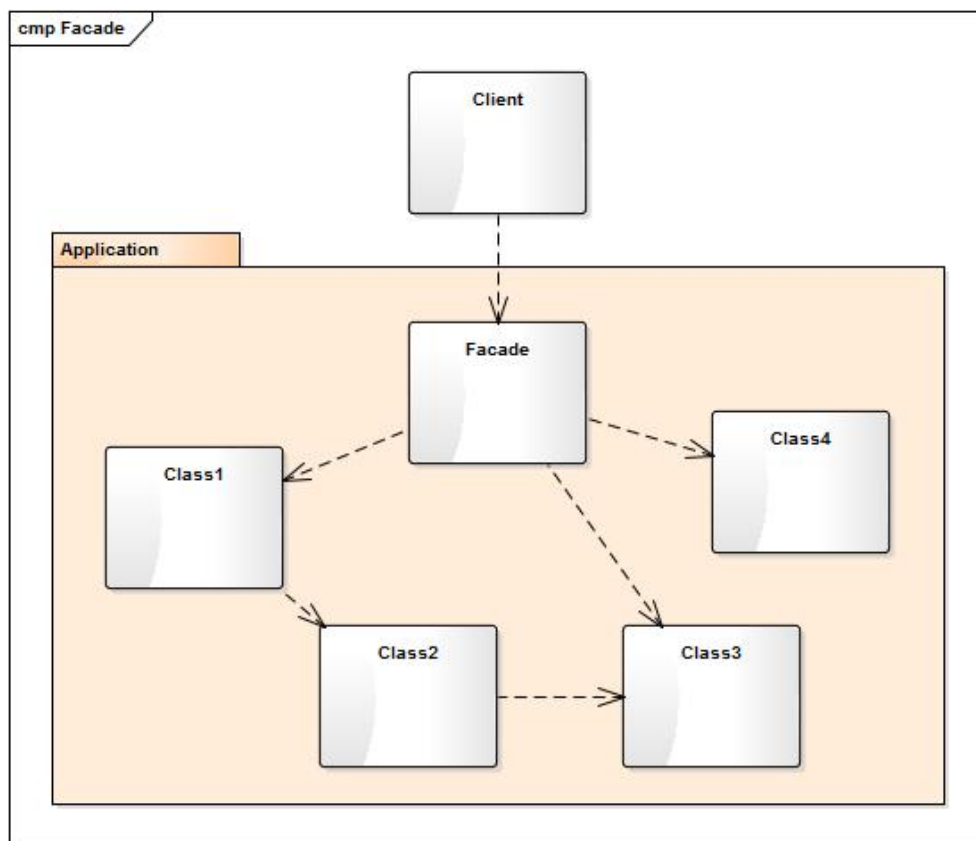 cmp Facade
Client
Application
Facade
Class4
Class1
Class2
Class3